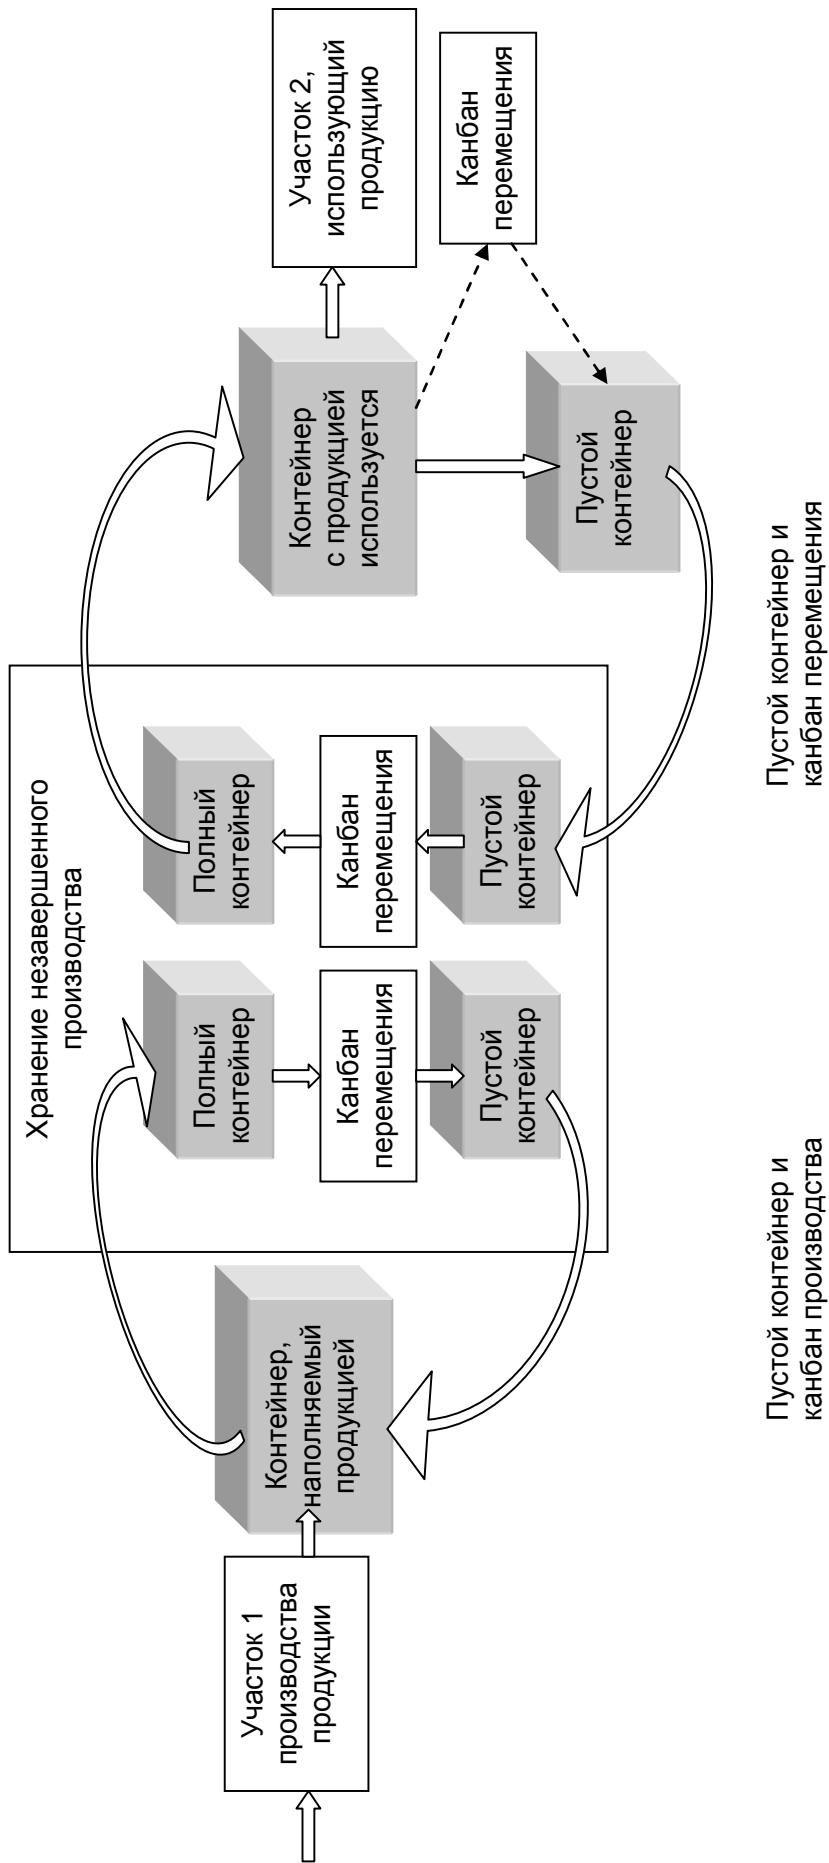 Хранение незавершенного
производства
Участок 1
производства
продукции
Контейнер,
наполняемый
продукцией
Полный
контейнер
Канбан
перемещения
Пустой
контейнер
Полный
контейнер
Канбан
перемещения
Пустой
контейнер
Контейнер
с продукцией
используется
Участок 2,
использующий
продукцию
Канбан
перемещения
Пустой
контейнер
Пустой контейнер и
канбан производства
Пустой контейнер и
канбан перемещения